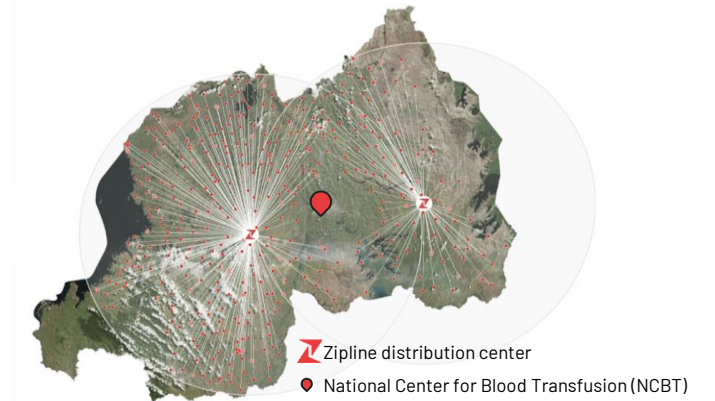 Zipline distribution center
National Center for Blood Transfusion (NCBT)